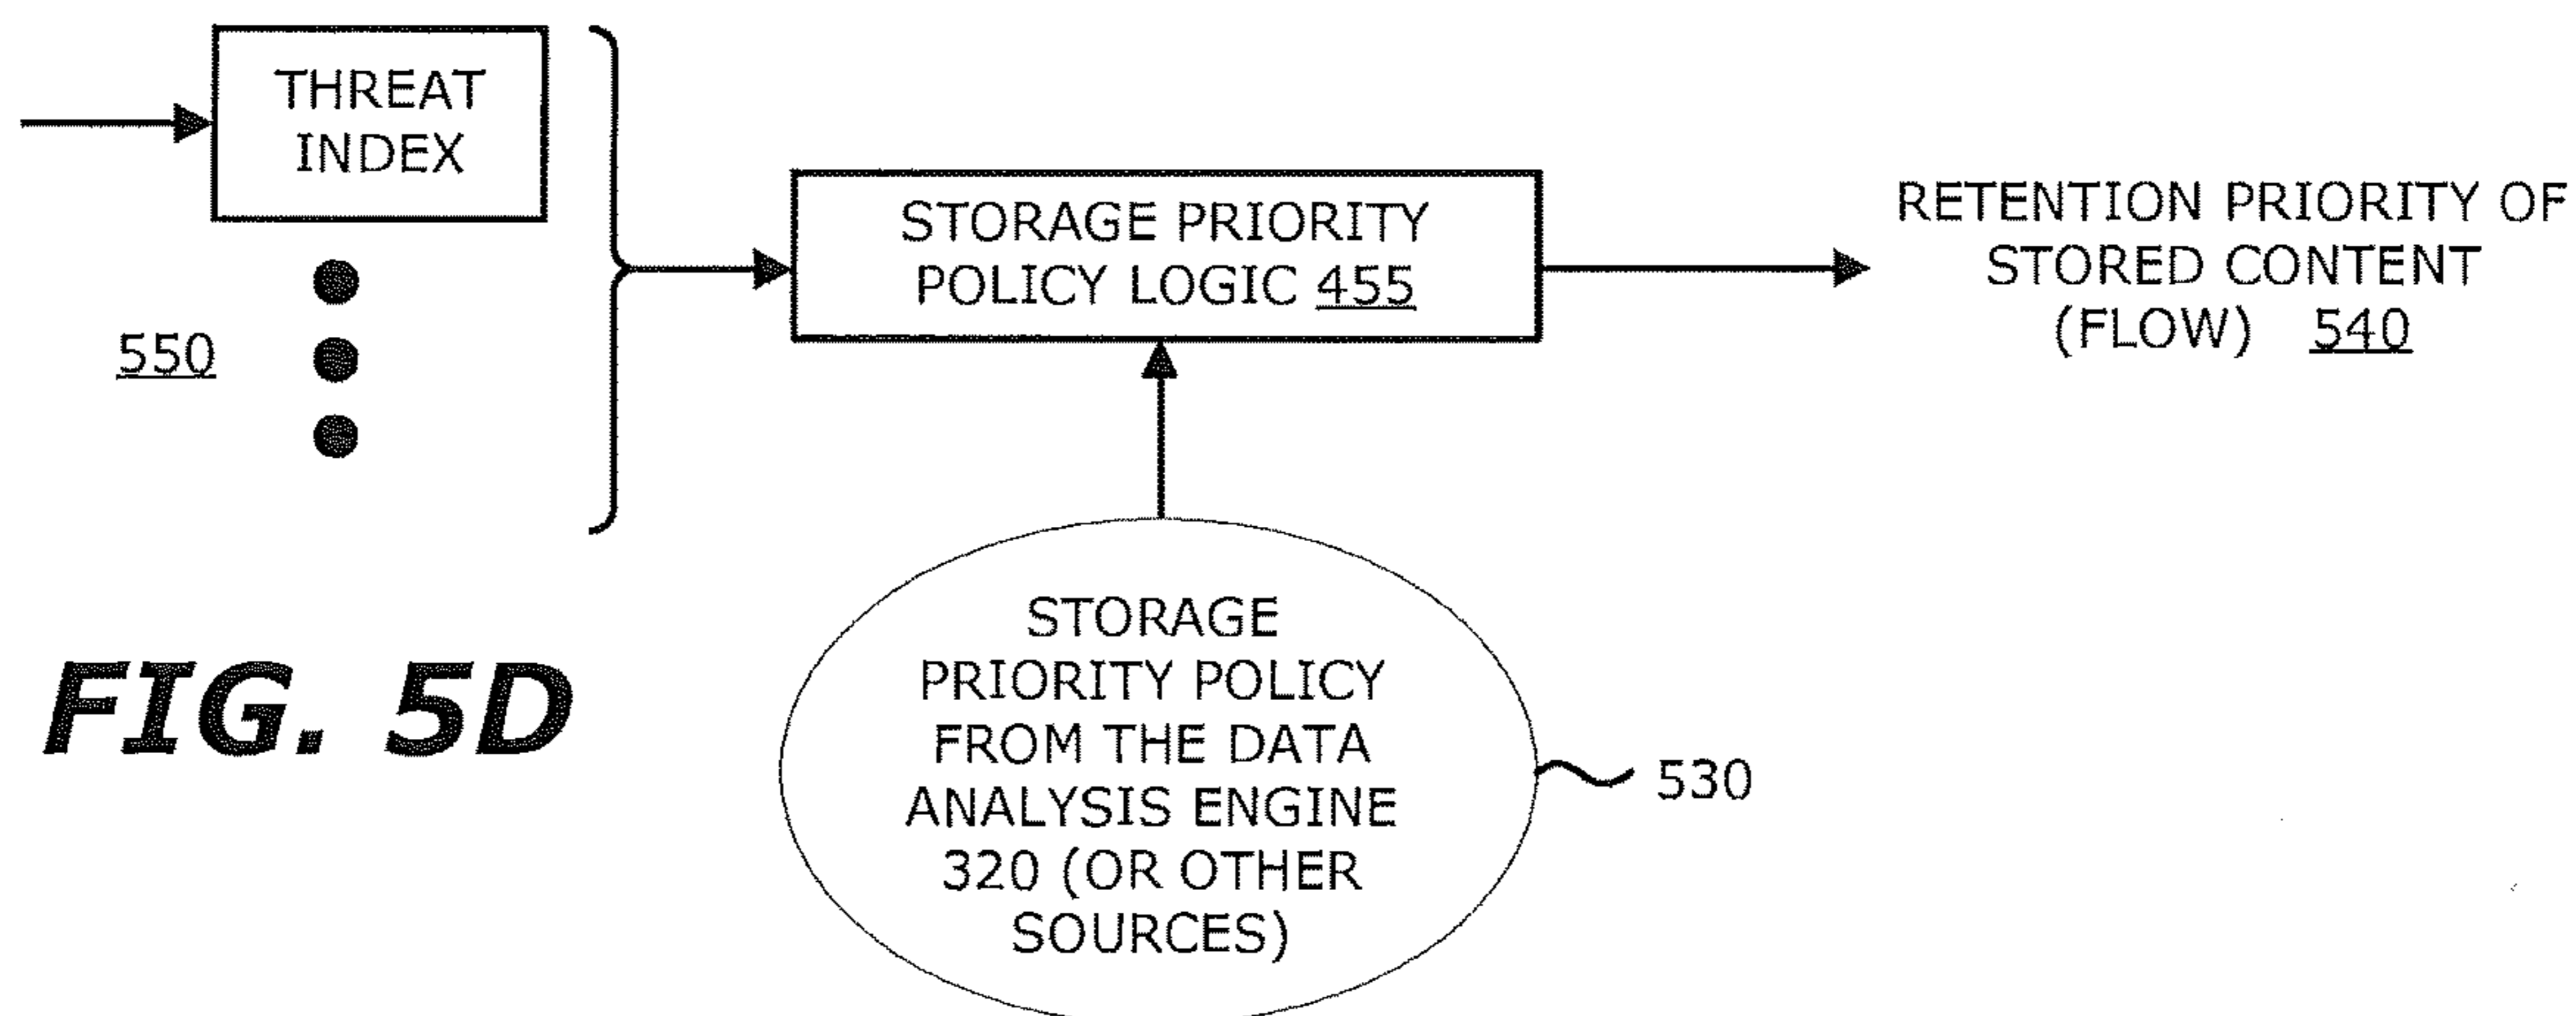 THREAT
INDEX
550
STORAGE PRIORITY
POLICY LOGIC 455
RETENTION PRIORITY OF
STORED CONTENT
(FLOW) 540
STORAGE
PRIORITY POLICY
FROM THE DATA
ANALYSIS ENGINE
320 (OR OTHER
SOURCES)
530
FIG. 5D